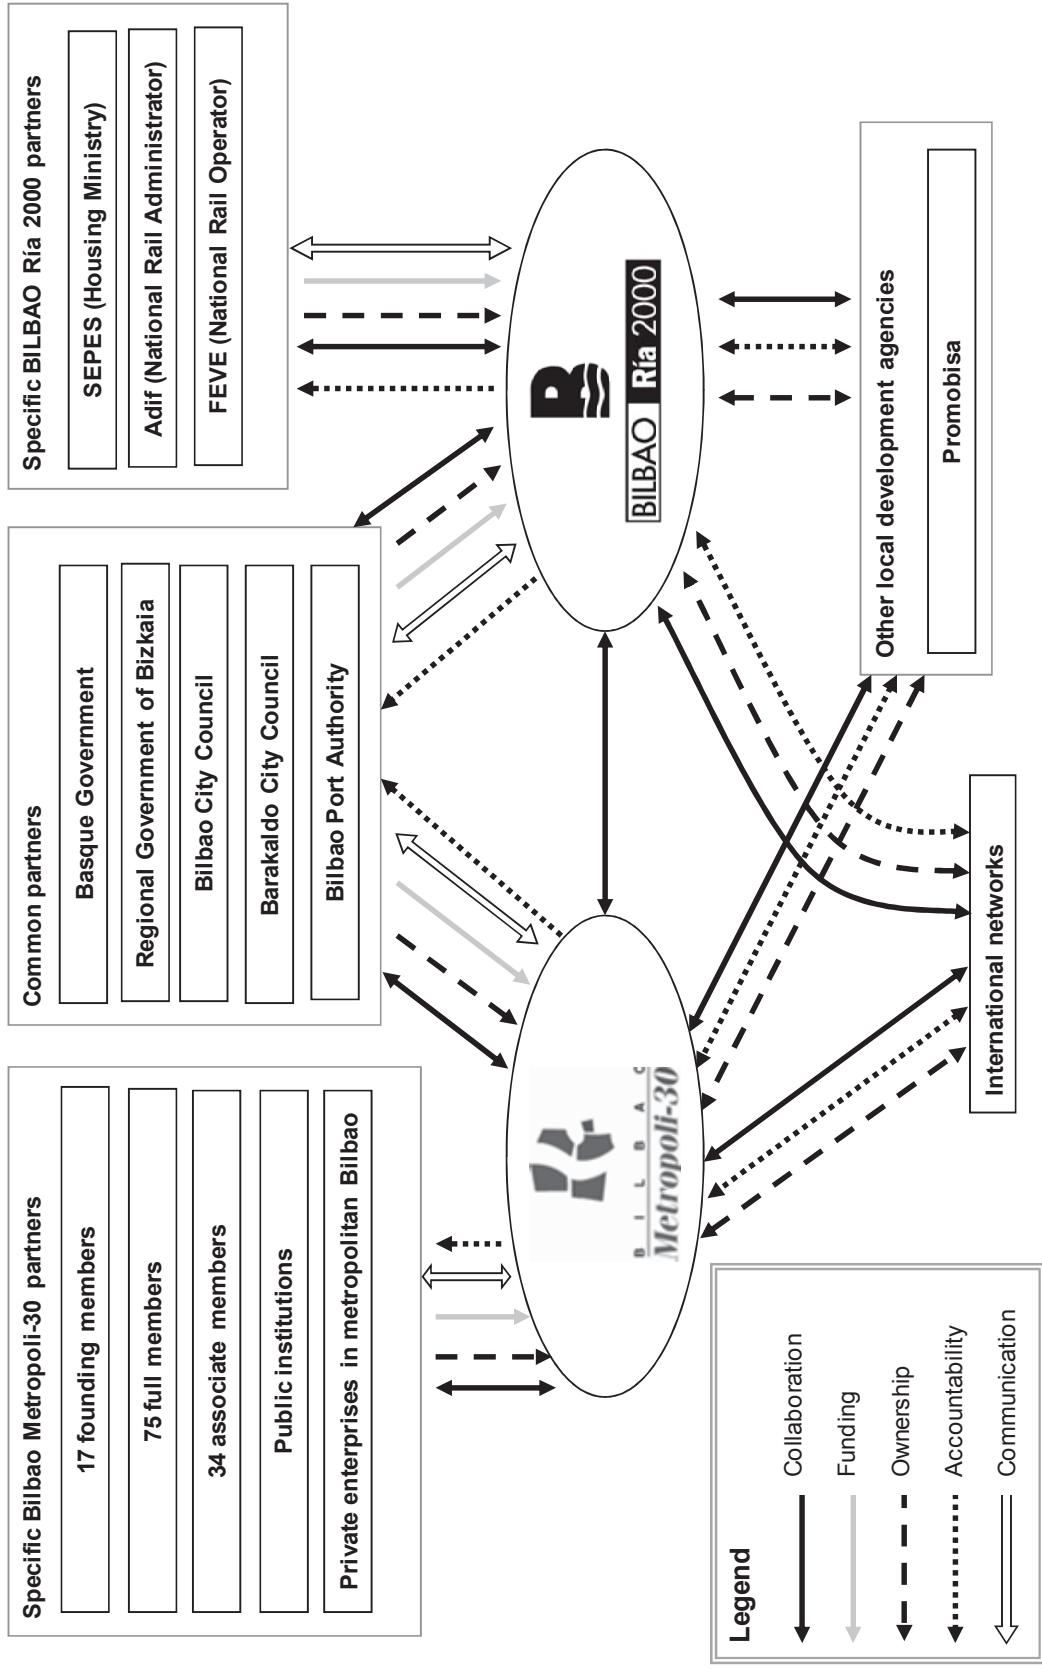 Specific Bilbao Metropoli-30 partners
17 founding members
75 full members
34 associate members
Public institutions
Private enterprises in metropolitan Bilbao
Common partners
Basque Government
Regional Government of Bizkaia
Bilbao City Council
Barakaldo City Council
Bilbao Port Authority
Specific BILBAO Ría 2000 partners
SEPES (Housing Ministry)
Adif (National Rail Administrator)
FEVE (National Rail Operator)
BILBAO
Metropoli-30
BILBAO Ría 2000
Legend
Collaboration
Funding
Ownership
Accountability
Communication
International networks
Other local development agencies
Promobisa